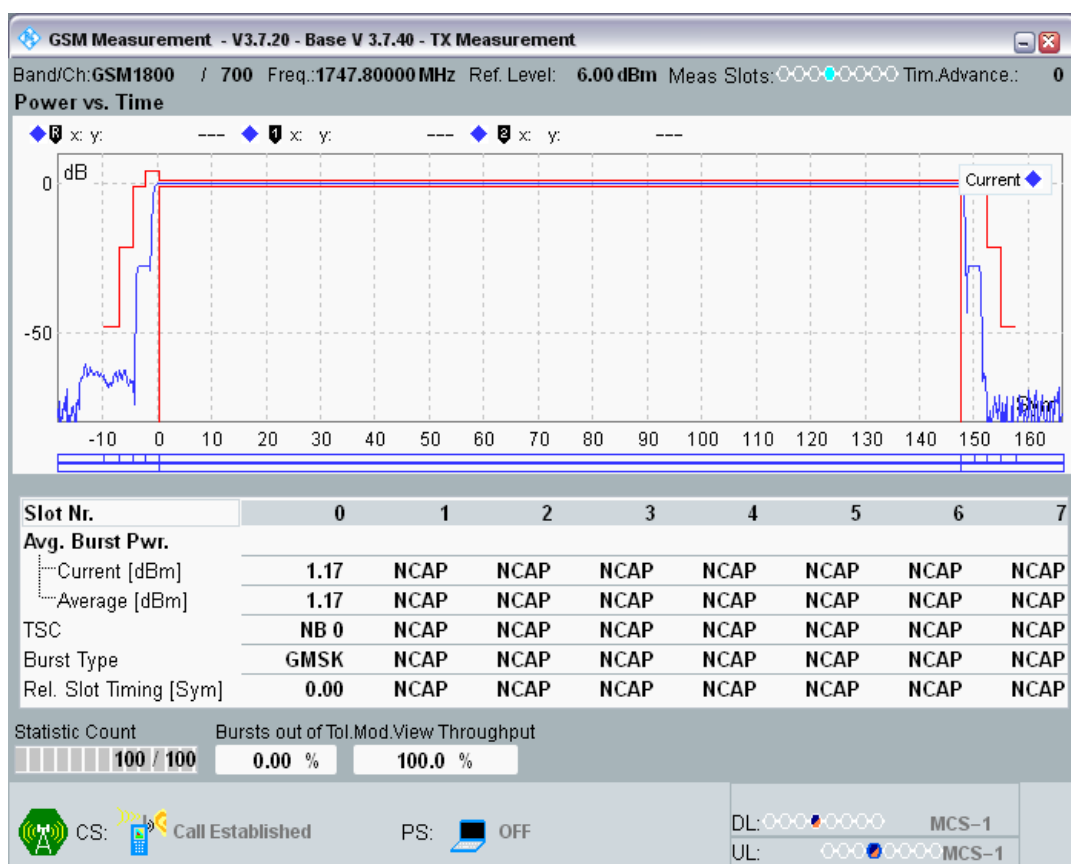 GSM Measurement - V3.7.20 - Base V 3.7.40 - TX Measurement
Band/Ch:GSM1800 / 700 Freq.:1747.80000 MHz Ref. Level: 6.00 dBm Meas Slots: Tim.Advance.: 0
Power vs. Time
R x: y: --- 1 x: y: --- 2 x: y: ---
dB
Current
0
-50
-10 0 10 20 30 40 50 60 70 80 90 100 110 120 130 140 150 160
Slot Nr. 0 1 2 3 4 5 6 7
Avg. Burst Pwr.
Current [dBm] 1.17 NCAP NCAP NCAP NCAP NCAP NCAP NCAP
Average [dBm] 1.17 NCAP NCAP NCAP NCAP NCAP NCAP NCAP
TSC NB 0 NCAP NCAP NCAP NCAP NCAP NCAP NCAP
Burst Type GMSK NCAP NCAP NCAP NCAP NCAP NCAP NCAP
Rel. Slot Timing [Sym] 0.00 NCAP NCAP NCAP NCAP NCAP NCAP NCAP
Statistic Count Bursts out of Tol.Mod.View Throughput
100 / 100 0.00 % 100.0 %
CS: Call Established PS: OFF
DL: MCS-1
UL: MCS-1